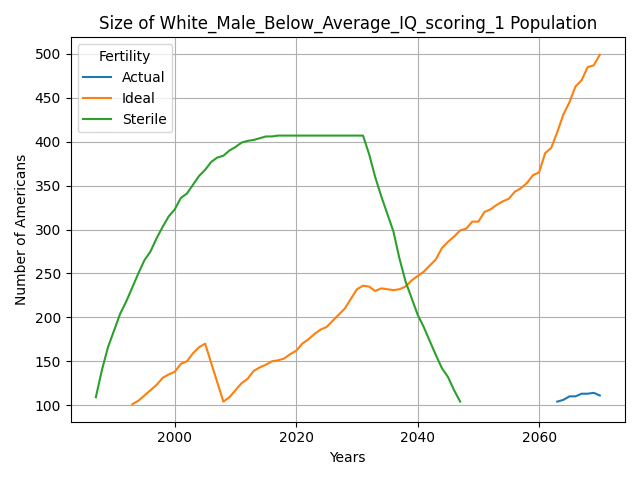 Size of White_Male_Below_Average_IQ_scoring_1 Population
Fertility
Actual
Ideal
Sterile
500
450
400
350
300
250
200
150
100
Number of Americans
2000 2020 2040 2060
Years